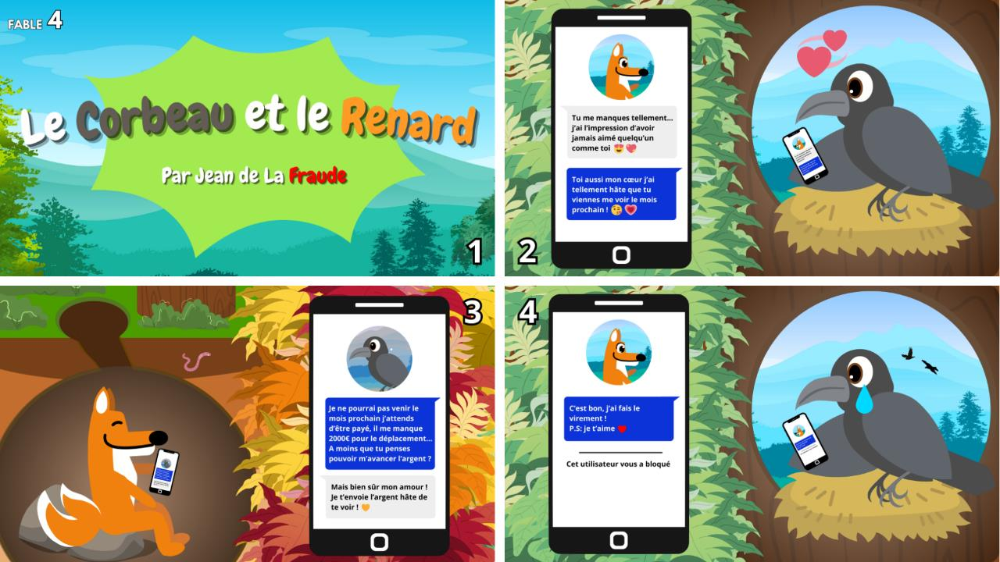 FABLE 4
Le Corbeau et le Renard
Par Jean de La Fraude
1
Tu me manques tellement...
j’ai l’impression d’avoir
jamais aimé quelqu’un
comme toi 😍 💖
Toi aussi mon cœur j’ai
tellement hâte que tu
viennes me voir le mois
prochain ! 😘 💗
2
3
Je ne pourrai pas venir le
mois prochain j’attends
d’être payé, il me manque
2000€ pour le déplacement...
A moins que tu penses
pouvoir m’avancer l’argent ?
Mais bien sûr mon amour !
Je t’envoie l’argent hâte de
te voir ! 🧡
4
C’est bon, j’ai fais le
virement !
P.S: je t’aime ❤️
Cet utilisateur vous a bloqué